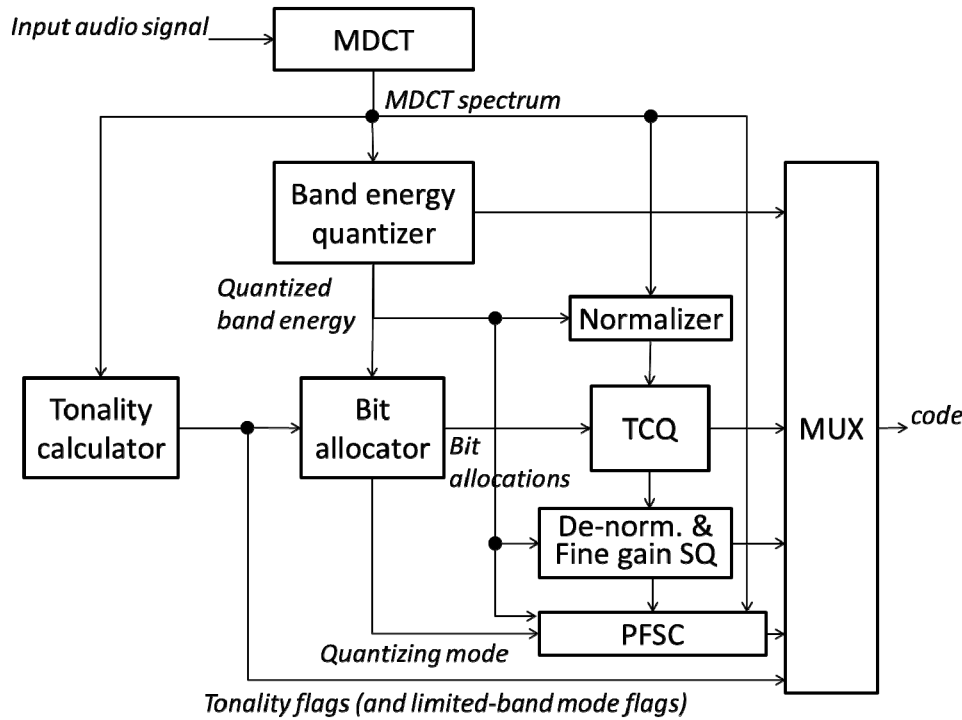 Input audio signal
MDCT
MDCT spectrum
Band energy
quantizer
Quantized
band energy
Normalizer
Tonality
calculator
Bit
allocator
Bit
allocations
TCQ
MUX
code
De-norm. &
Fine gain SQ
PFSC
Quantizing mode
Tonality flags (and limited-band mode flags)